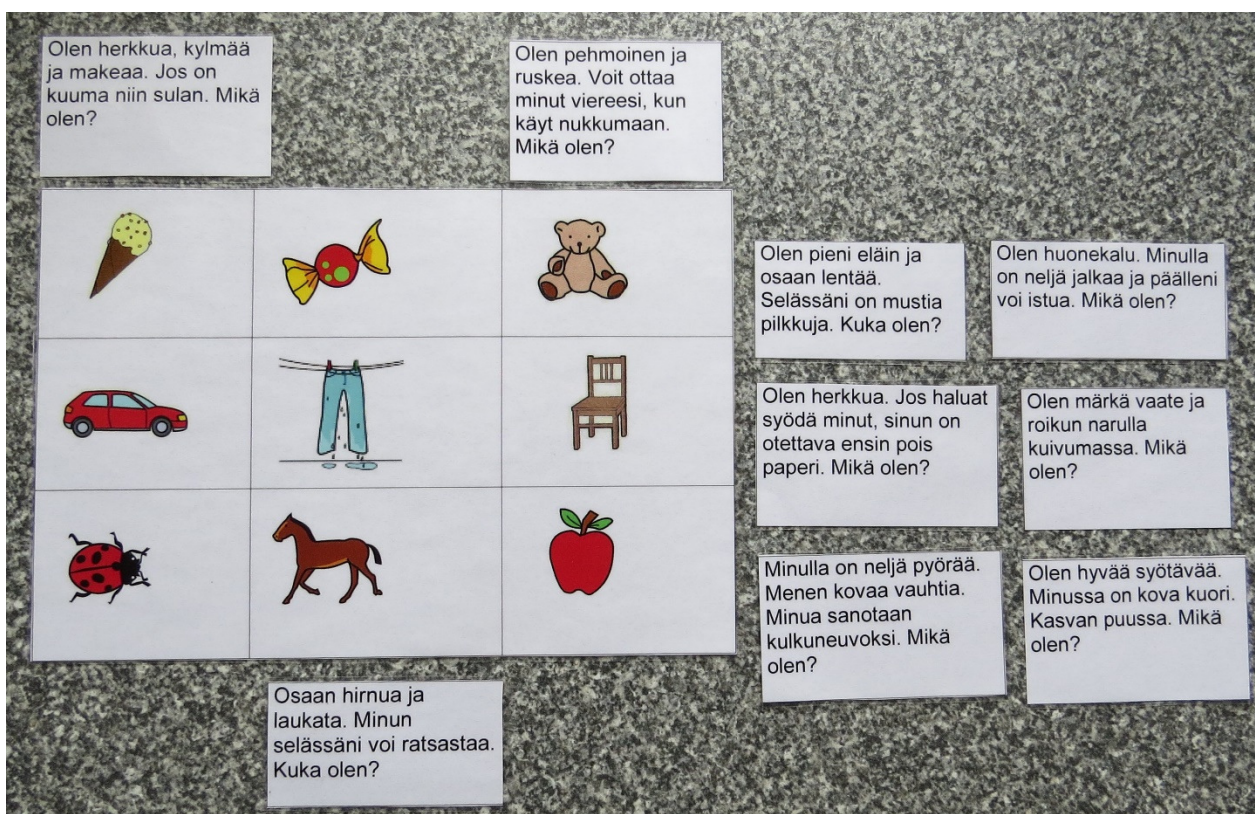 Olen herkkua, kylmää
ja makeaa. Jos on
kuuma niin sulan. Mikä
olen?
Olen pehmoinen ja
ruskea. Voit ottaa
minut viereesi, kun
käyt nukkumaan.
Mikä olen?
Olen pieni eläin ja
osaan lentää.
Selässäni on mustia
pilkkuja. Kuka olen?
Olen huonekalu. Minulla
on neljä jalkaa ja päälleni
voi istua. Mikä olen?
Olen herkkua. Jos haluat
syödä minut, sinun on
otettava ensin pois
paperi. Mikä olen?
Olen märkä vaate ja
roikun narulla
kuivumassa. Mikä
olen?
Minulla on neljä pyörää.
Menen kovaa vauhtia.
Minua sanotaan
kulkuneuvoksi. Mikä
olen?
Olen hyvää syötävää.
Minussa on kova kuori.
Kasvan puussa. Mikä
olen?
Osaan hirnua ja
laukata. Minun
selässäni voi ratsastaa.
Kuka olen?